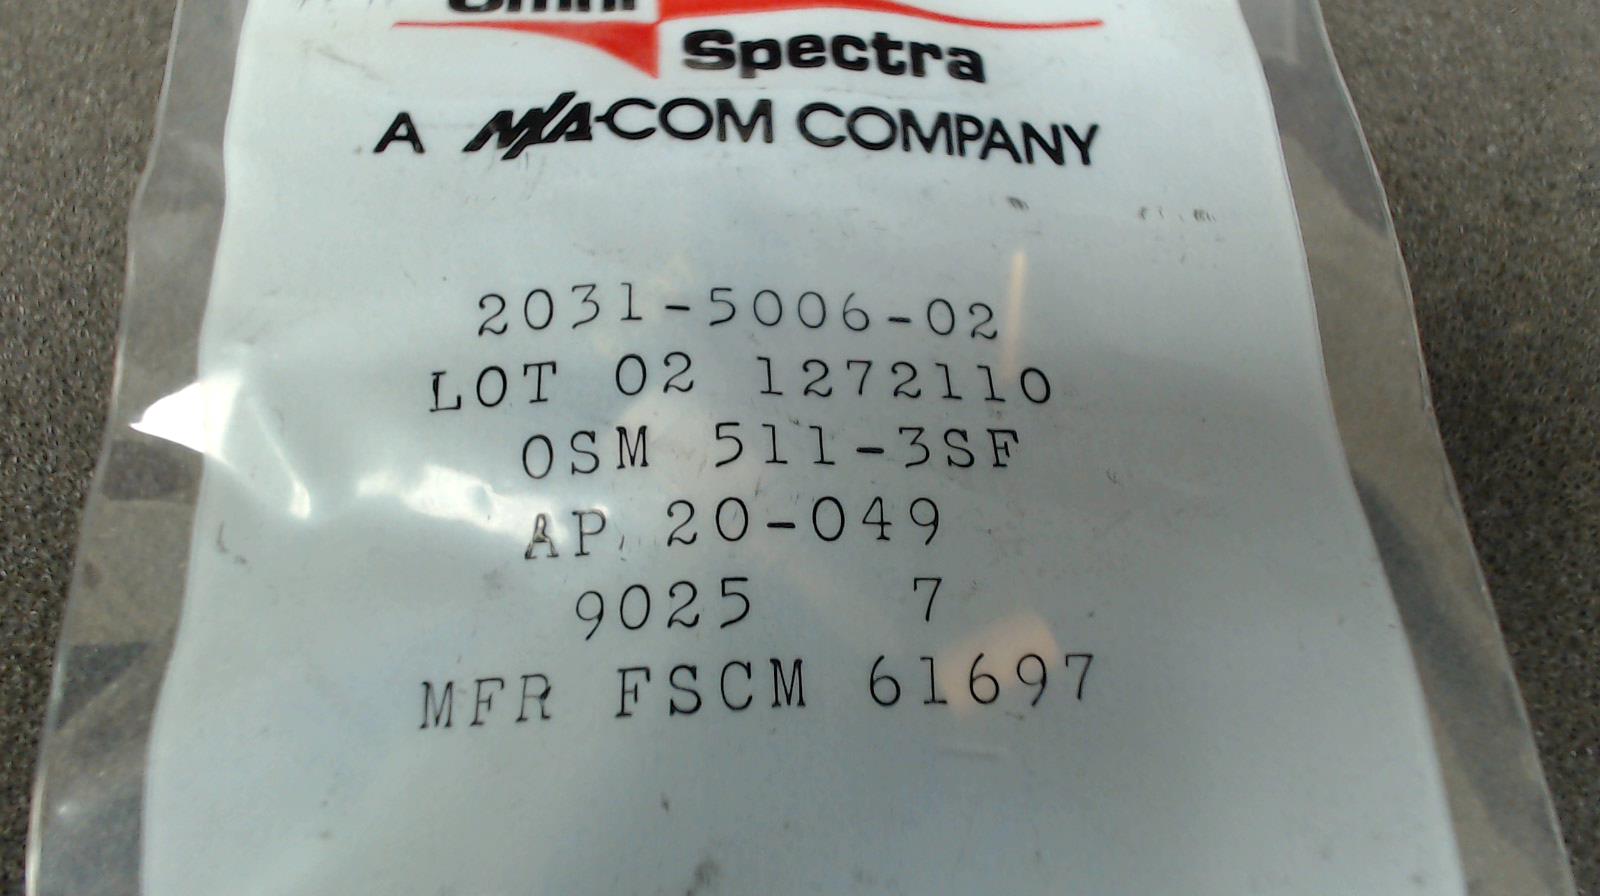 Omni
Spectra
A M/A-COM COMPANY
2031-5006-02
LOT 02 1272110
OSM 511-3SF
AP 20-049
9025 7
MFR FSCM 61697